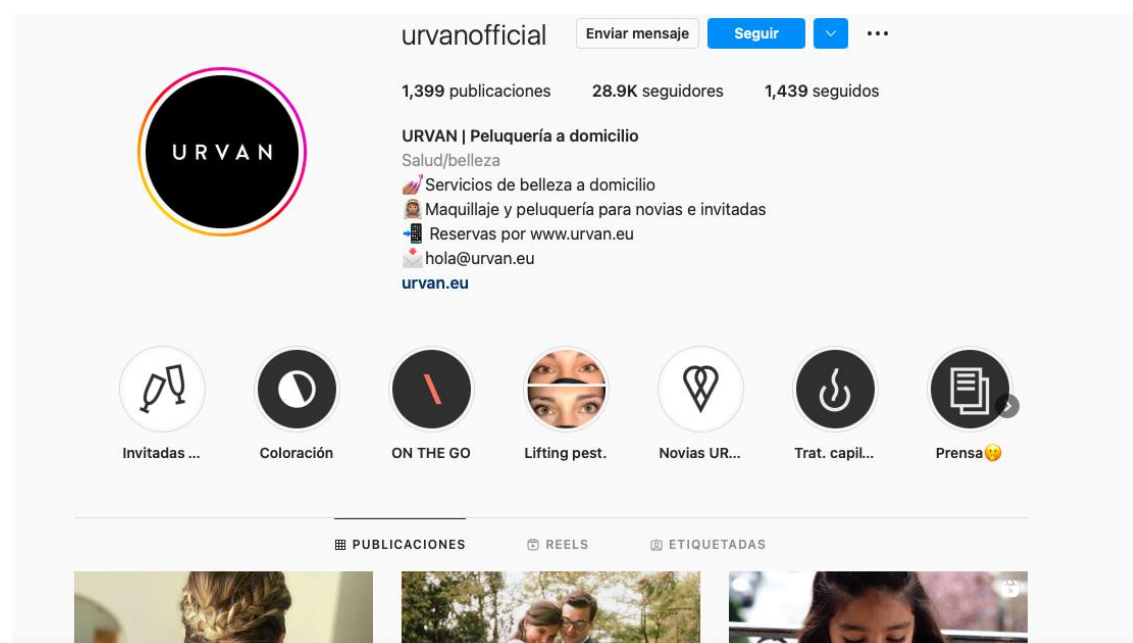 urvanofficial Enviar mensaje Seguir
1,399 publicaciones 28.9K seguidores 1,439 seguidos
URVAN
URVAN | Peluquería a domicilio
Salud/belleza
💅🏽Servicios de belleza a domicilio
👰🏽Maquillaje y peluquería para novias e invitadas
📲 Reservas por www.urvan.eu
📩hola@urvan.eu
urvan.eu
Invitadas ... Coloración ON THE GO Lifting pest. Novias UR... Trat. capil... Prensa🤫
PUBLICACIONES REELS ETIQUETADAS